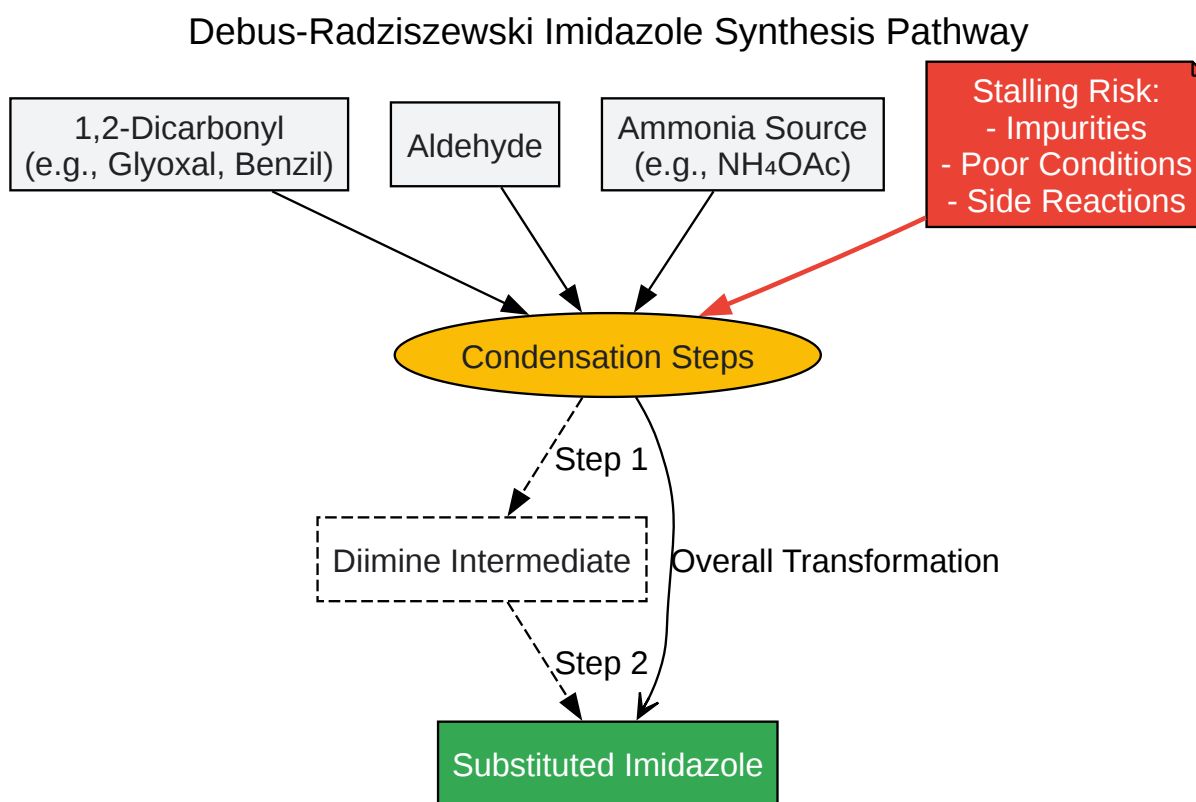 Debus-Radziszewski Imidazole Synthesis Pathway
1,2-Dicarbonyl
(e.g., Glyoxal, Benzil)
Aldehyde
Ammonia Source
(e.g., NH₄OAc)
Stalling Risk:
- Impurities
- Poor Conditions
- Side Reactions
Condensation Steps
Step 1
Diimine Intermediate
Overall Transformation
Step 2
Substituted Imidazole